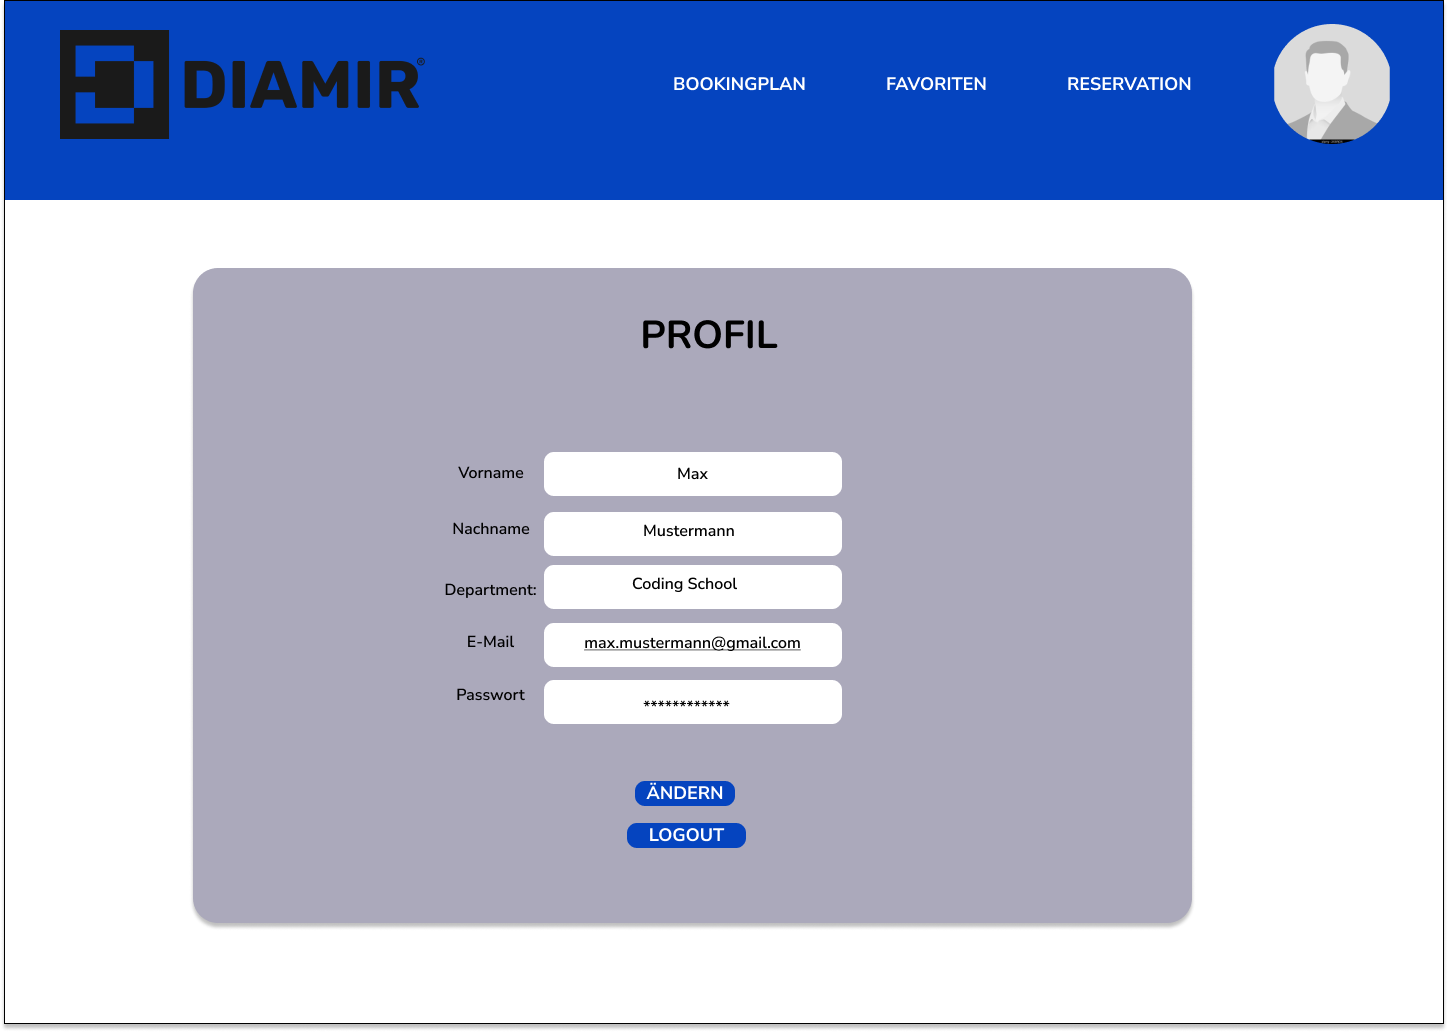 DIAMIR®
BOOKINGPLAN
FAVORITEN
RESERVATION
PROFIL
Vorname
Max
Nachname
Mustermann
Department:
Coding School
E-Mail
max.mustermann@gmail.com
Passwort
************
ÄNDERN
LOGOUT